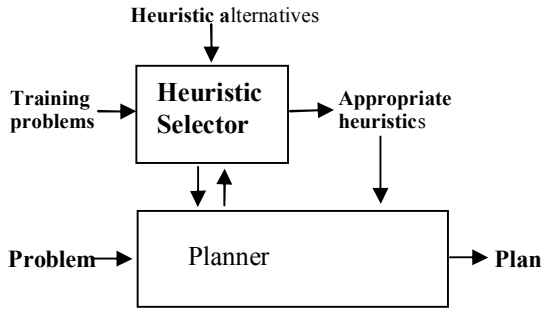 Heuristic alternatives
Training
problems
Heuristic
Selector
Appropriate
heuristics
Problem
Planner
Plan